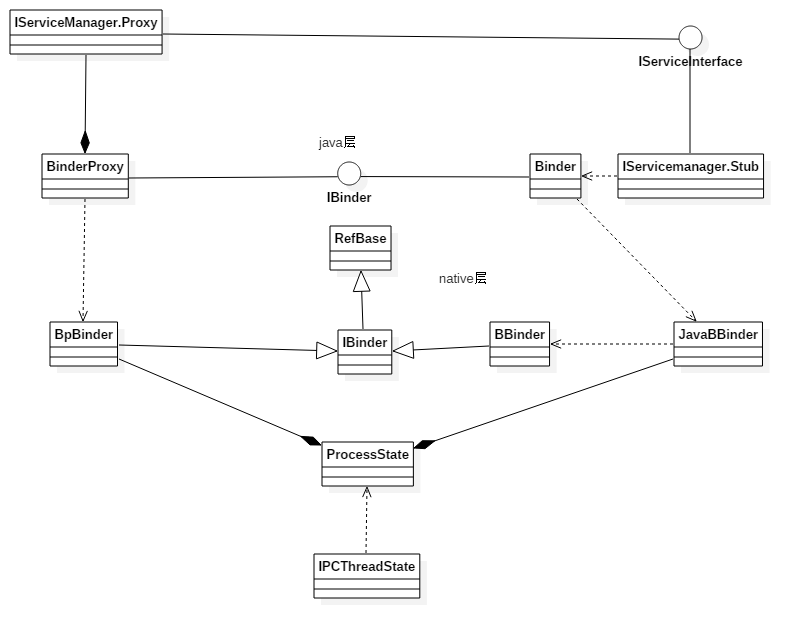 IServiceManager.Proxy
IServiceInterface
java层
BinderProxy
Binder
IServicemanager.Stub
IBinder
RefBase
native层
BpBinder
IBinder
BBinder
JavaBBinder
ProcessState
IPCThreadState